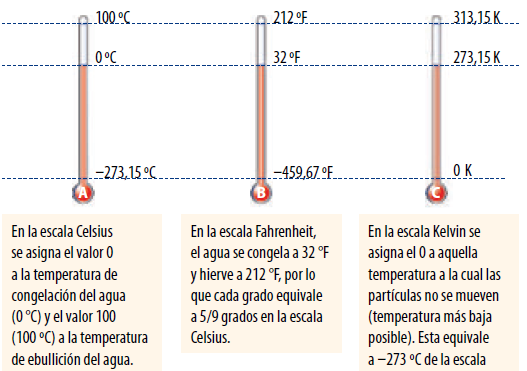 100 ºC
0 ºC
–273,15 ºC
A
212 ºF
32 ºF
–459,67 ºF
B
313,15 K
273,15 K
0 K
C
En la escala Celsius
se asigna el valor 0
a la temperatura de
congelación del agua
(0 °C) y el valor 100
(100 ºC) a la temperatura
de ebullición del agua.
En la escala Fahrenheit,
el agua se congela a 32 °F
y hierve a 212 °F, por lo
que cada grado equivale
a 5/9 grados en la escala
Celsius.
En la escala Kelvin se
asigna el 0 a aquella
temperatura a la cual las
partículas no se mueven
(temperatura más baja
posible). Esta equivale
a –273 ºC de la escala